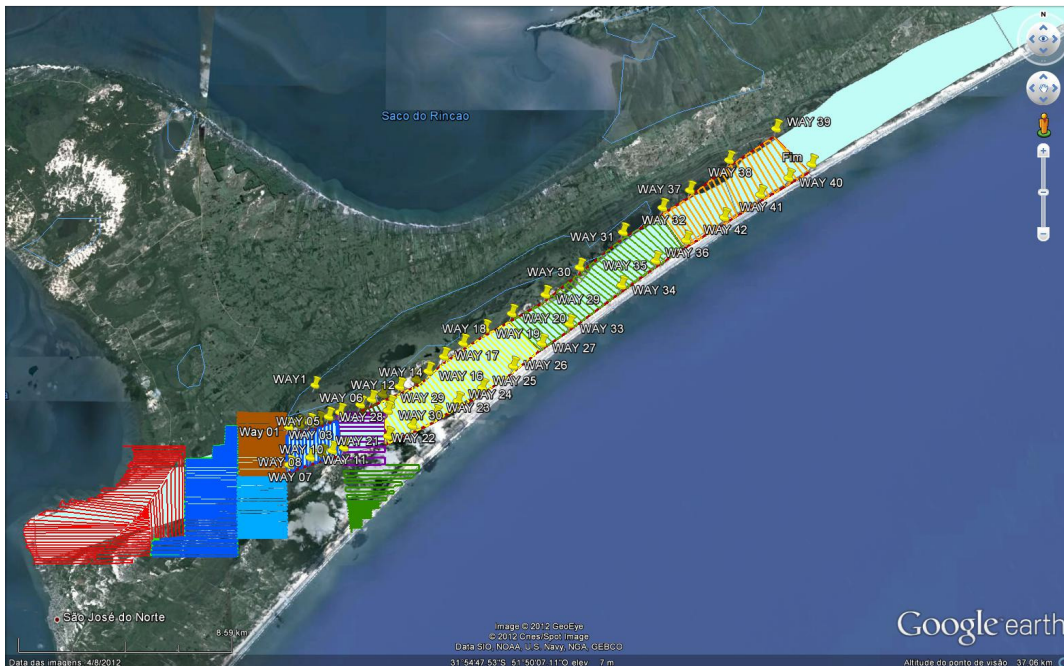 N
Saco do Rincao
WAY 39
Fim
WAY 38
WAY 40
WAY 37
WAY 41
WAY 32
WAY 42
WAY 31
WAY 36
WAY 35
WAY 30
WAY 34
WAY 29
WAY 20
WAY 18
WAY 33
WAY 19
WAY 27
WAY 17
WAY 26
WAY 14
WAY 16
WAY1
WAY 12
WAY 25
WAY 06
WAY 24
WAY 29
WAY 23
WAY 28
WAY 30
WAY 05
Way 01
WAY 03
WAY 22
WAY 21
WAY 10
WAY 11
WAY 08
WAY 07
São José do Norte
8.59 km
Image © 2012 GeoEye
© 2012 Cnes/Spot Image
Data SIO, NOAA, U.S. Navy, NGA, GEBCO
Google earth
Data das imagens: 4/8/2012
31°54'47.53"S 51°50'07.11"O elev 7 m
Altitude do ponto de visão 37.06 km